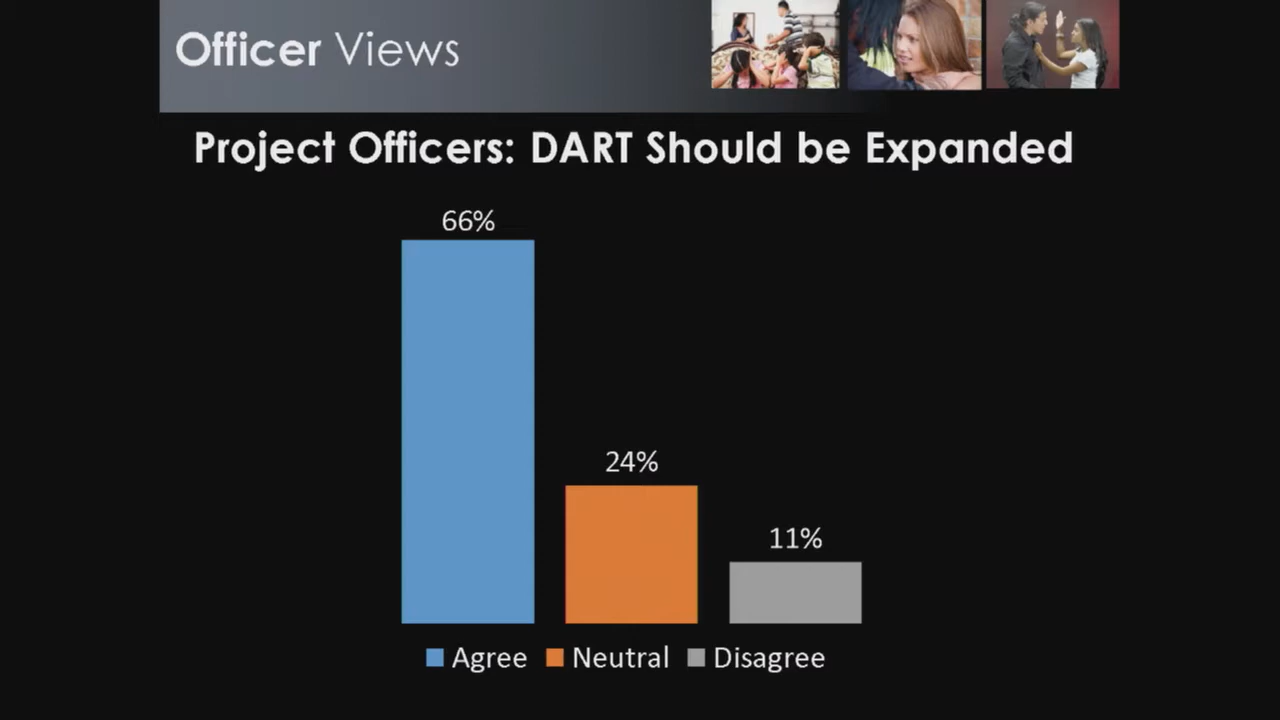 Officer Views
Project Officers: DART Should be Expanded
66%
24%
11%
Agree Neutral Disagree